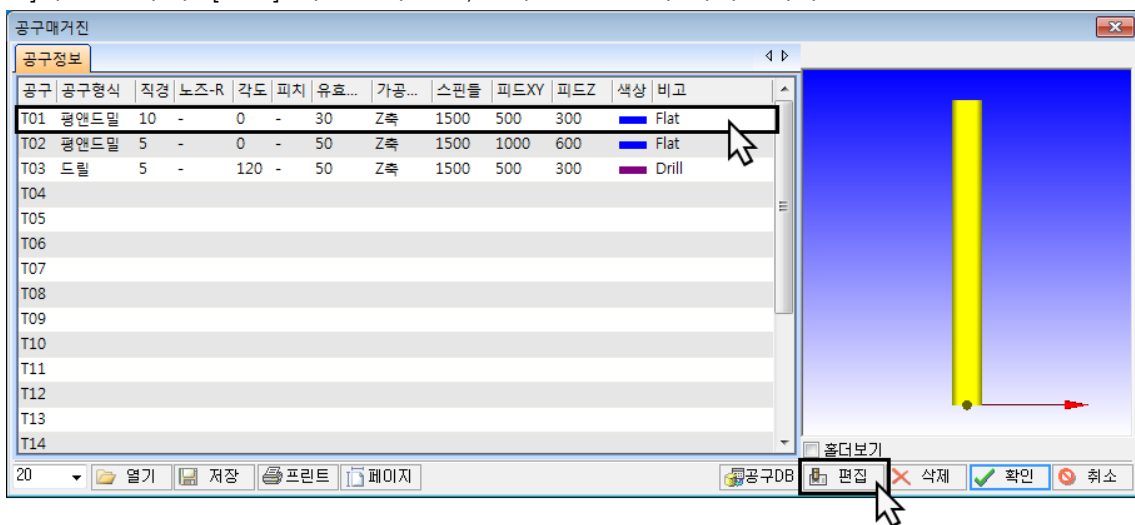 공구매거진
공구정보
공구 공구형식 직경 노즈-R 각도 피치 유효... 가공... 스핀들 피드XY 피드Z 색상 비고
T01 평앤드밀 10 - 0 - 30 Z축 1500 500 300 Flat
T02 평앤드밀 5 - 0 - 50 Z축 1500 1000 600 Flat
T03 드릴 5 - 120 - 50 Z축 1500 500 300 Drill
T04
T05
T06
T07
T08
T09
T10
T11
T12
T13
T14
홀더보기
20 열기 저장 프린트 페이지 공구DB 편집 삭제 확인 취소